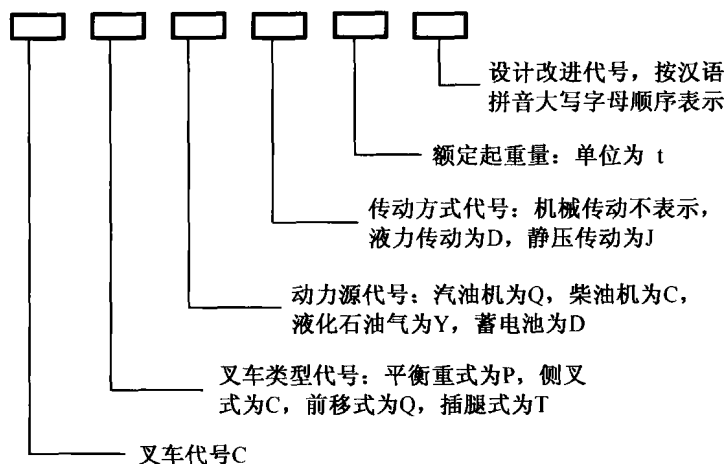 设计改进代号，按汉语
拼音大写字母顺序表示
额定起重量：单位为 t
传动方式代号：机械传动不表示，
液力传动为D，静压传动为J
动力源代号：汽油机为Q，柴油机为C，
液化石油气为Y，蓄电池为D
叉车类型代号：平衡重式为P，侧叉
式为C，前移式为Q，插腿式为T
叉车代号C